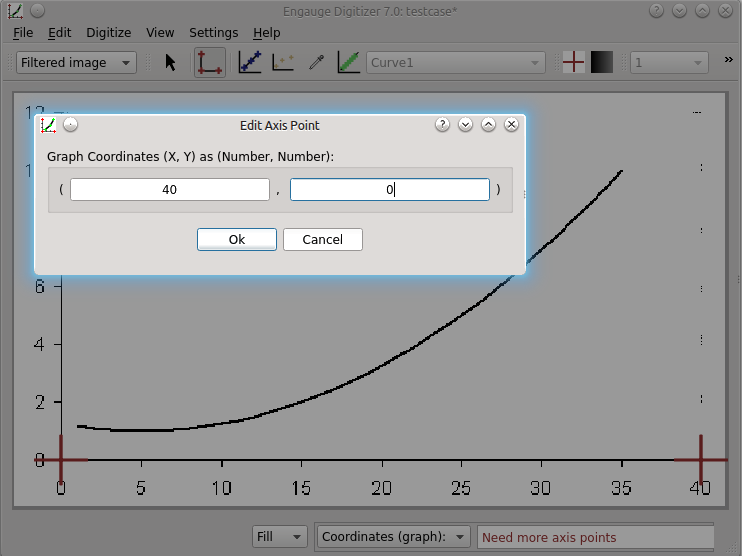 Engauge Digitizer 7.0: testcase*
File Edit Digitize View Settings Help
Filtered image Curve1 1 »
Edit Axis Point
Graph Coordinates (X, Y) as (Number, Number):
( 40 , 0 )
Ok Cancel
6
4
2
0
0 5 10 15 20 25 30 35 40
Fill Coordinates (graph): Need more axis points